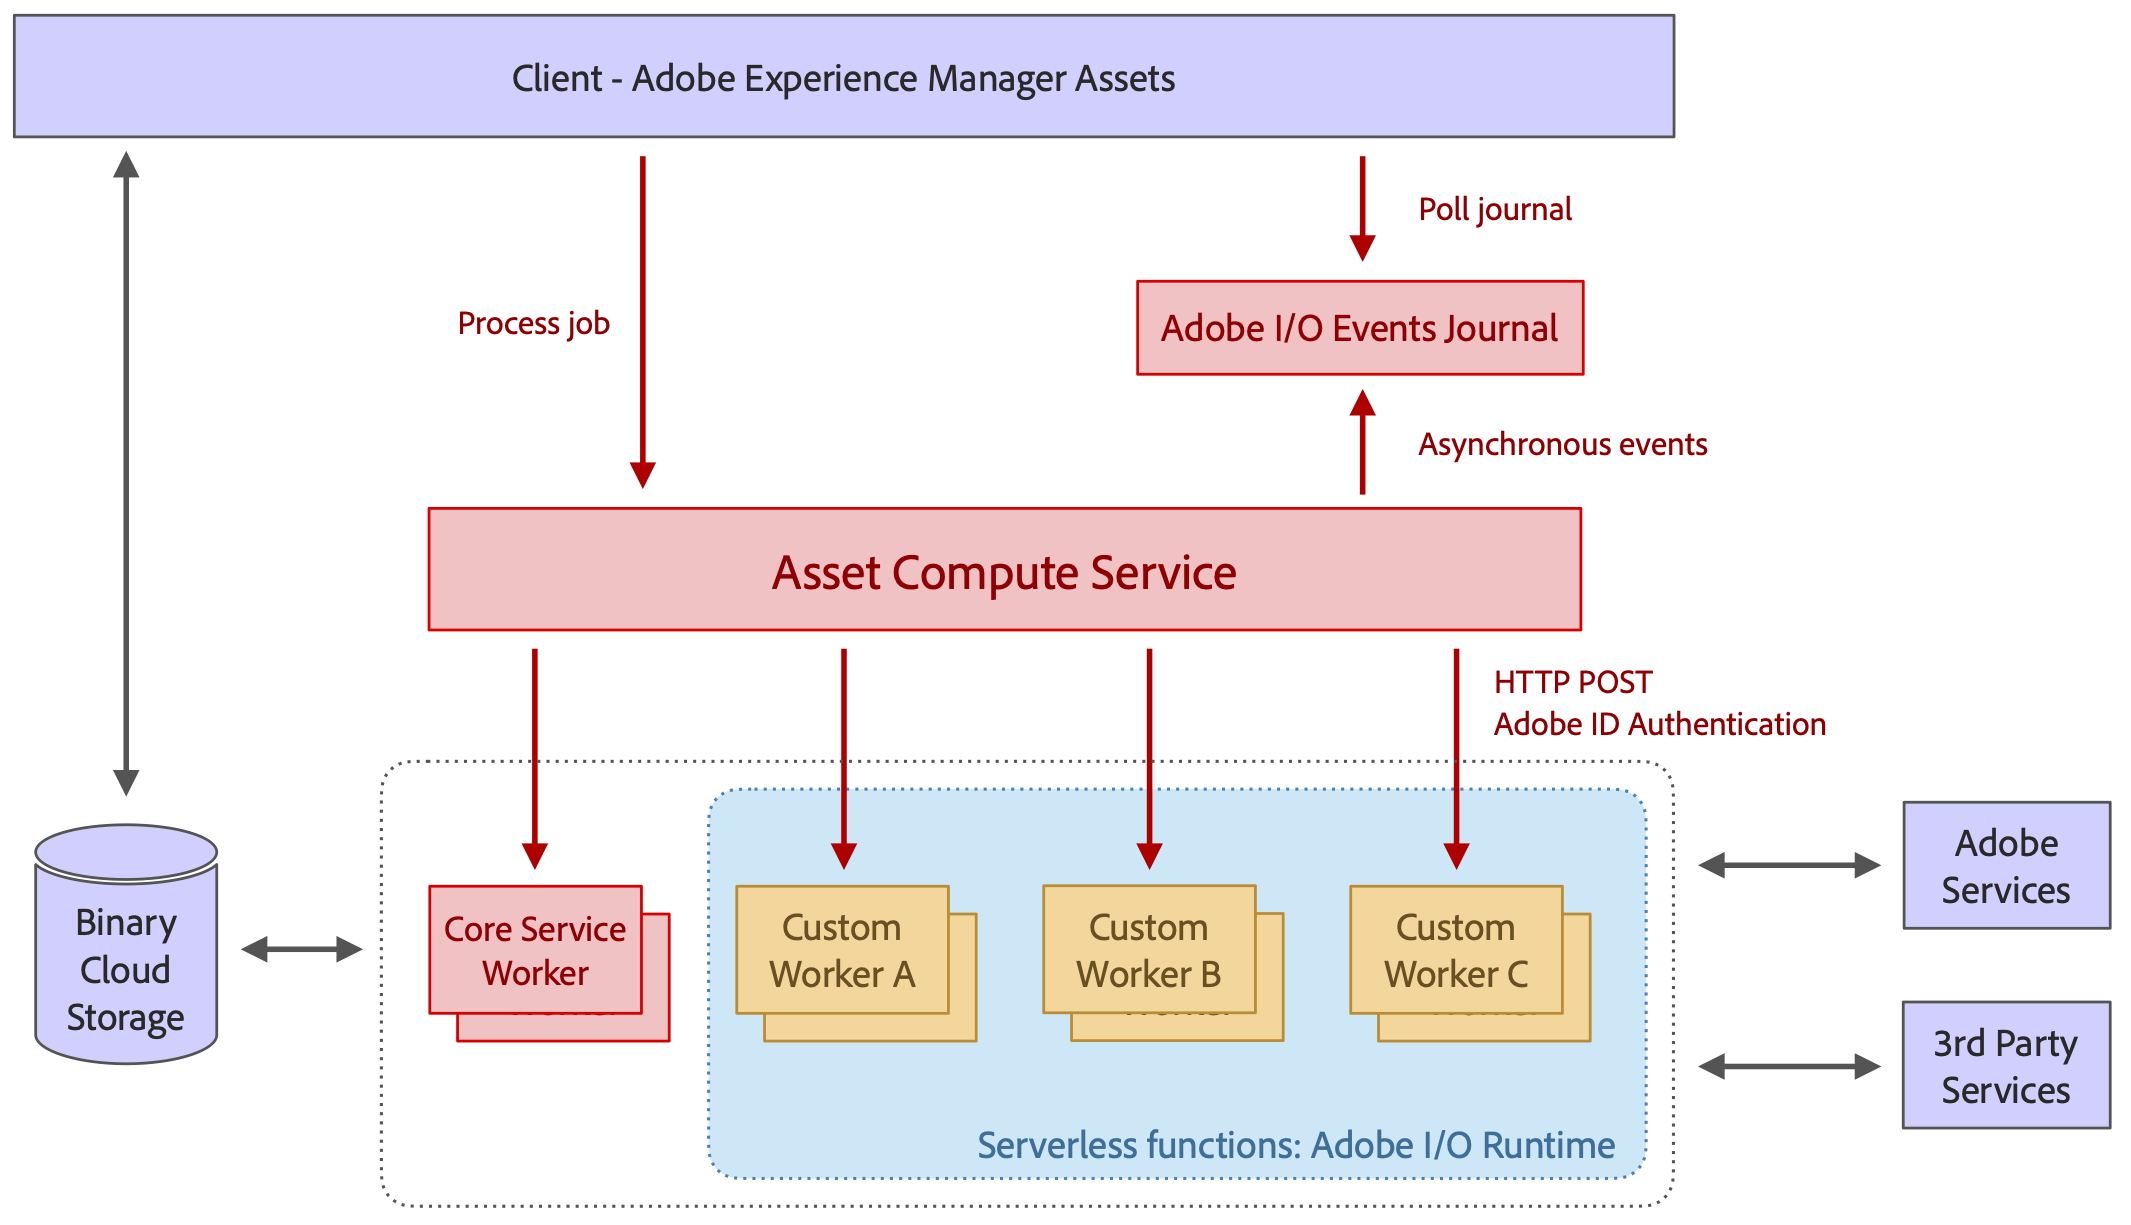 Client - Adobe Experience Manager Assets
Poll journal
Process job
Adobe I/O Events Journal
Asynchronous events
Asset Compute Service
HTTP POST
Adobe ID Authentication
Binary
Cloud
Storage
Core Service
Worker
Custom
Worker A
Custom
Worker B
Custom
Worker C
Adobe
Services
3rd Party
Services
Serverless functions: Adobe I/O Runtime